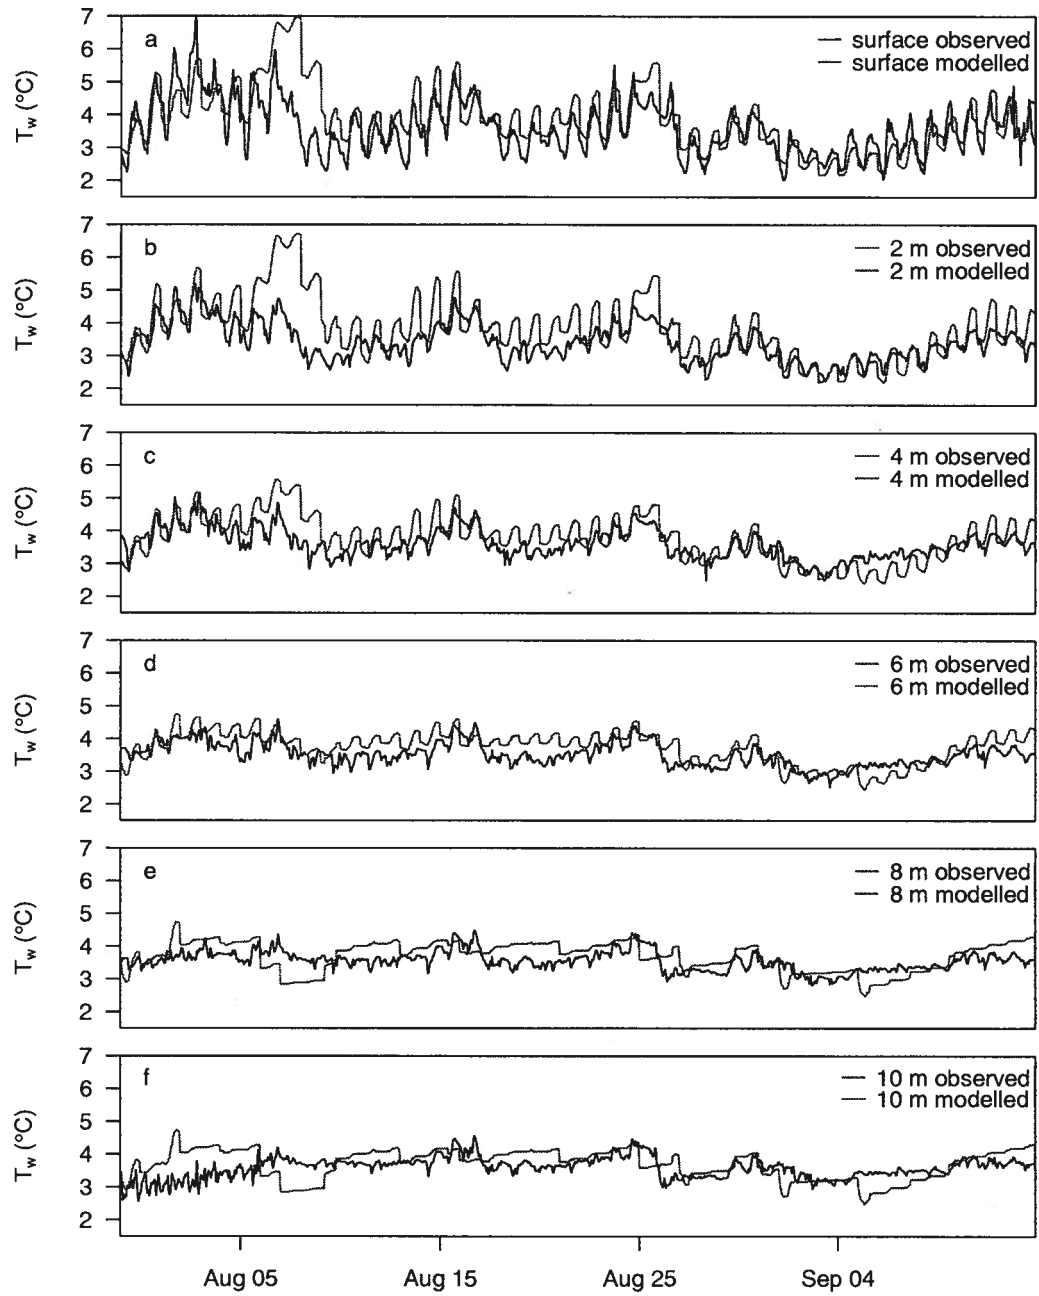 a
surface observed
surface modelled
7
6
5
4
3
2
Tw (°C)
b
2 m observed
2 m modelled
7
6
5
4
3
2
Tw (°C)
c
4 m observed
4 m modelled
7
6
5
4
3
2
Tw (°C)
d
6 m observed
6 m modelled
7
6
5
4
3
2
Tw (°C)
e
8 m observed
8 m modelled
7
6
5
4
3
2
Tw (°C)
f
10 m observed
10 m modelled
7
6
5
4
3
2
Tw (°C)
Aug 05 Aug 15 Aug 25 Sep 04